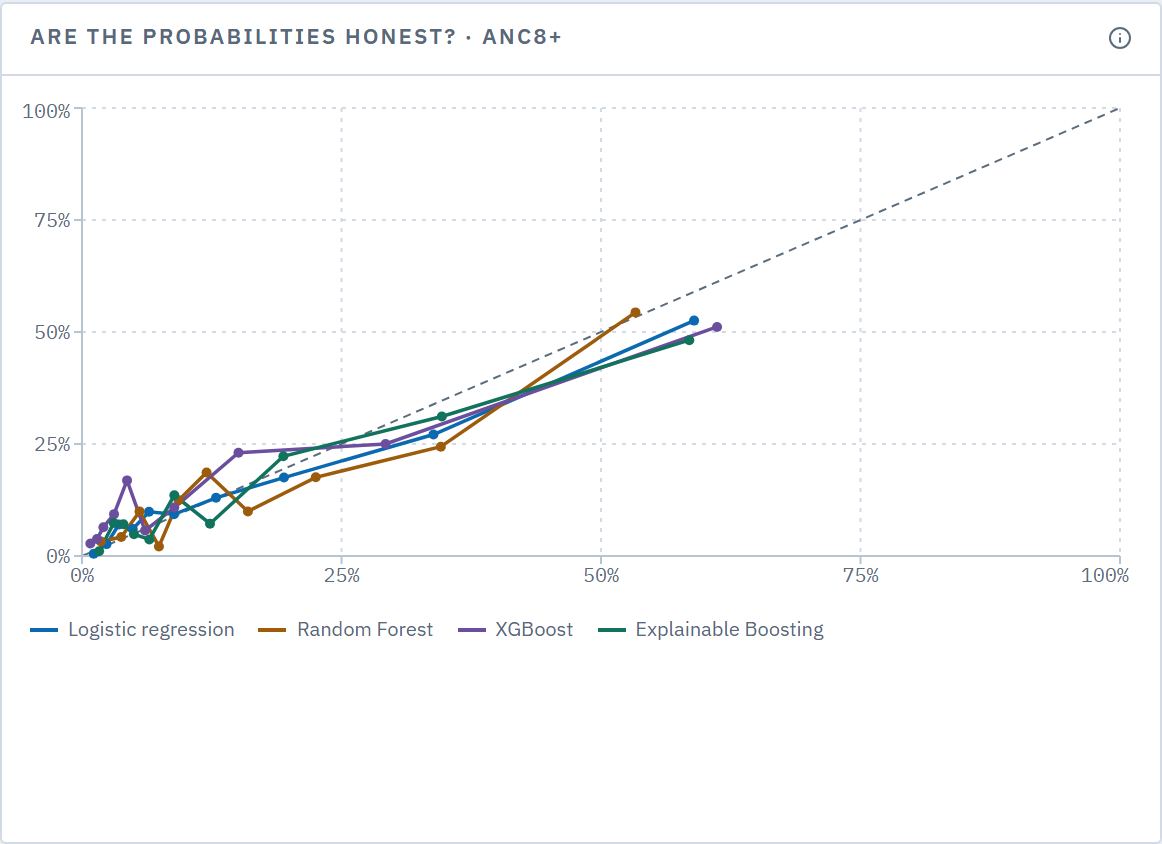 ARE THE PROBABILITIES HONEST? · ANC8+
100%
75%
50%
25%
0%
0% 25% 50% 75% 100%
Logistic regression Random Forest XGBoost Explainable Boosting